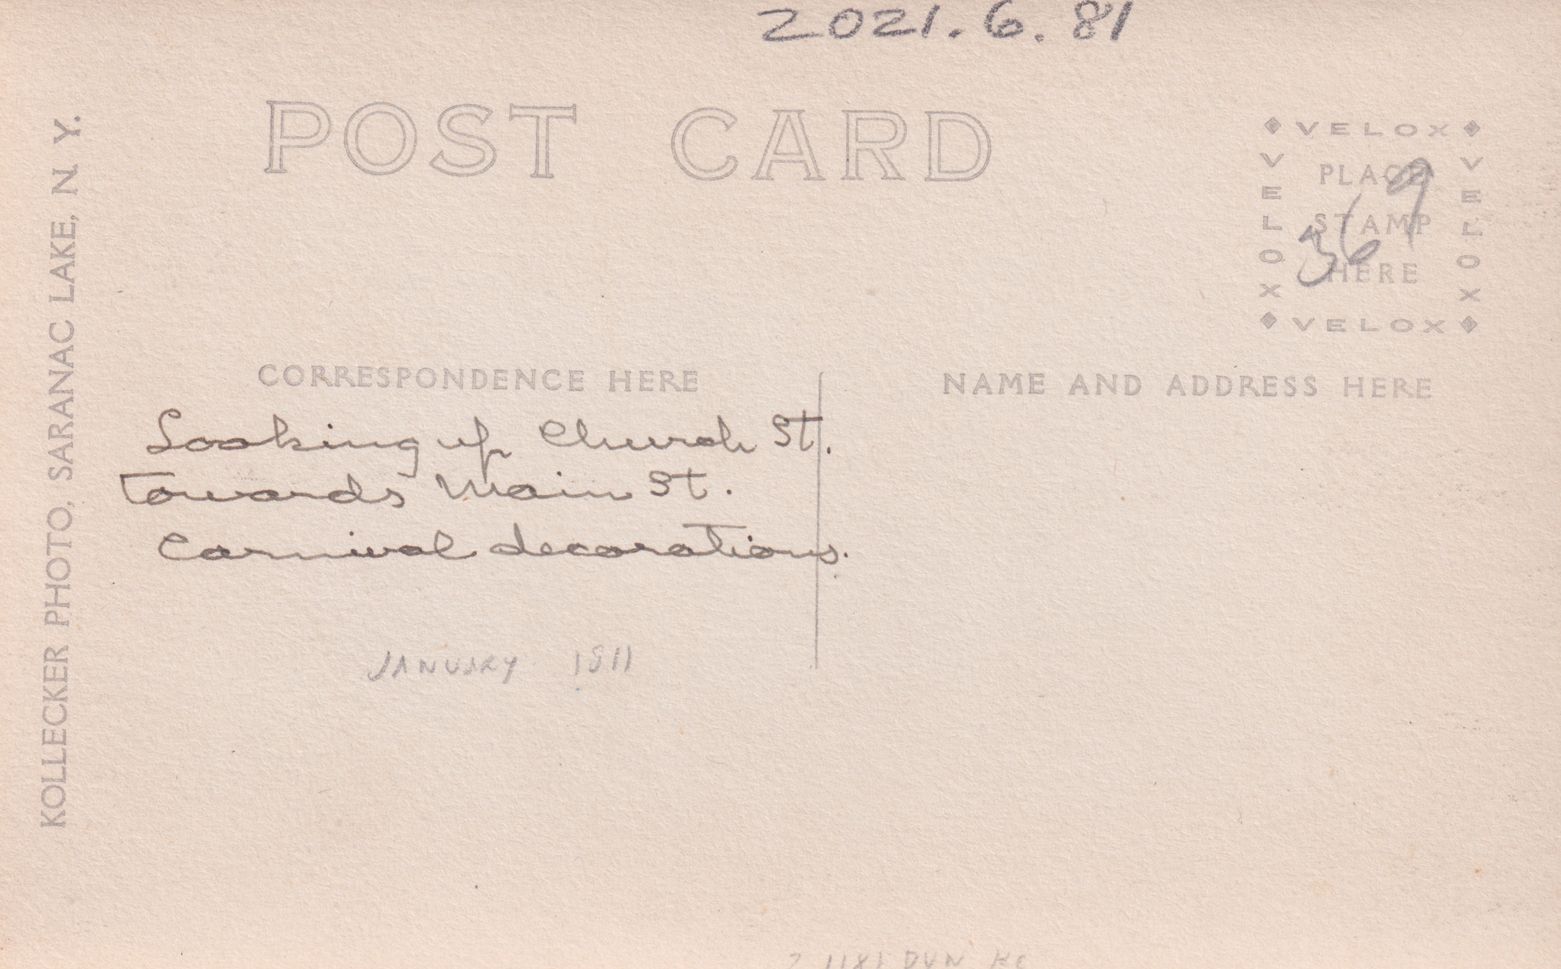 2021.6.81
POST CARD
VELOX
VELOX
VELOX
VELOX
PLACE
STAMP
HERE
369
KOLLECKER PHOTO, SARANAC LAKE, N. Y.
CORRESPONDENCE HERE
NAME AND ADDRESS HERE
Looking up Church St.
towards Main St.
Carnival decorations.
JANUARY 1911